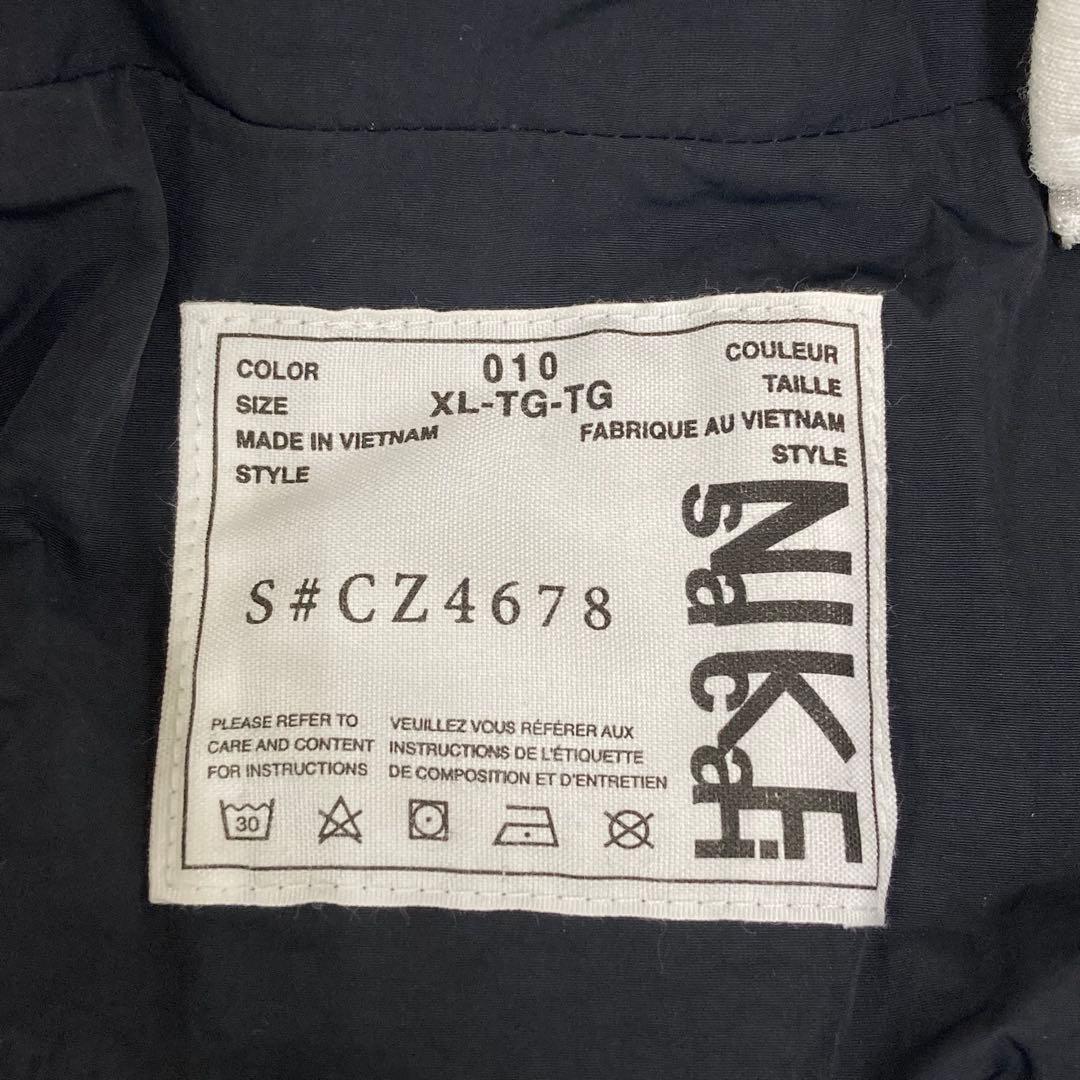 COLOR 010 COULEUR
SIZE XL-TG-TG TAILLE
MADE IN VIETNAM FABRIQUE AU VIETNAM
STYLE STYLE
S#CZ4678
NIKE
sacai
PLEASE REFER TO
CARE AND CONTENT
FOR INSTRUCTIONS
VEUILLEZ VOUS RÉFÉRER AUX
INSTRUCTIONS DE L'ÉTIQUETTE
DE COMPOSITION ET D'ENTRETIEN
30